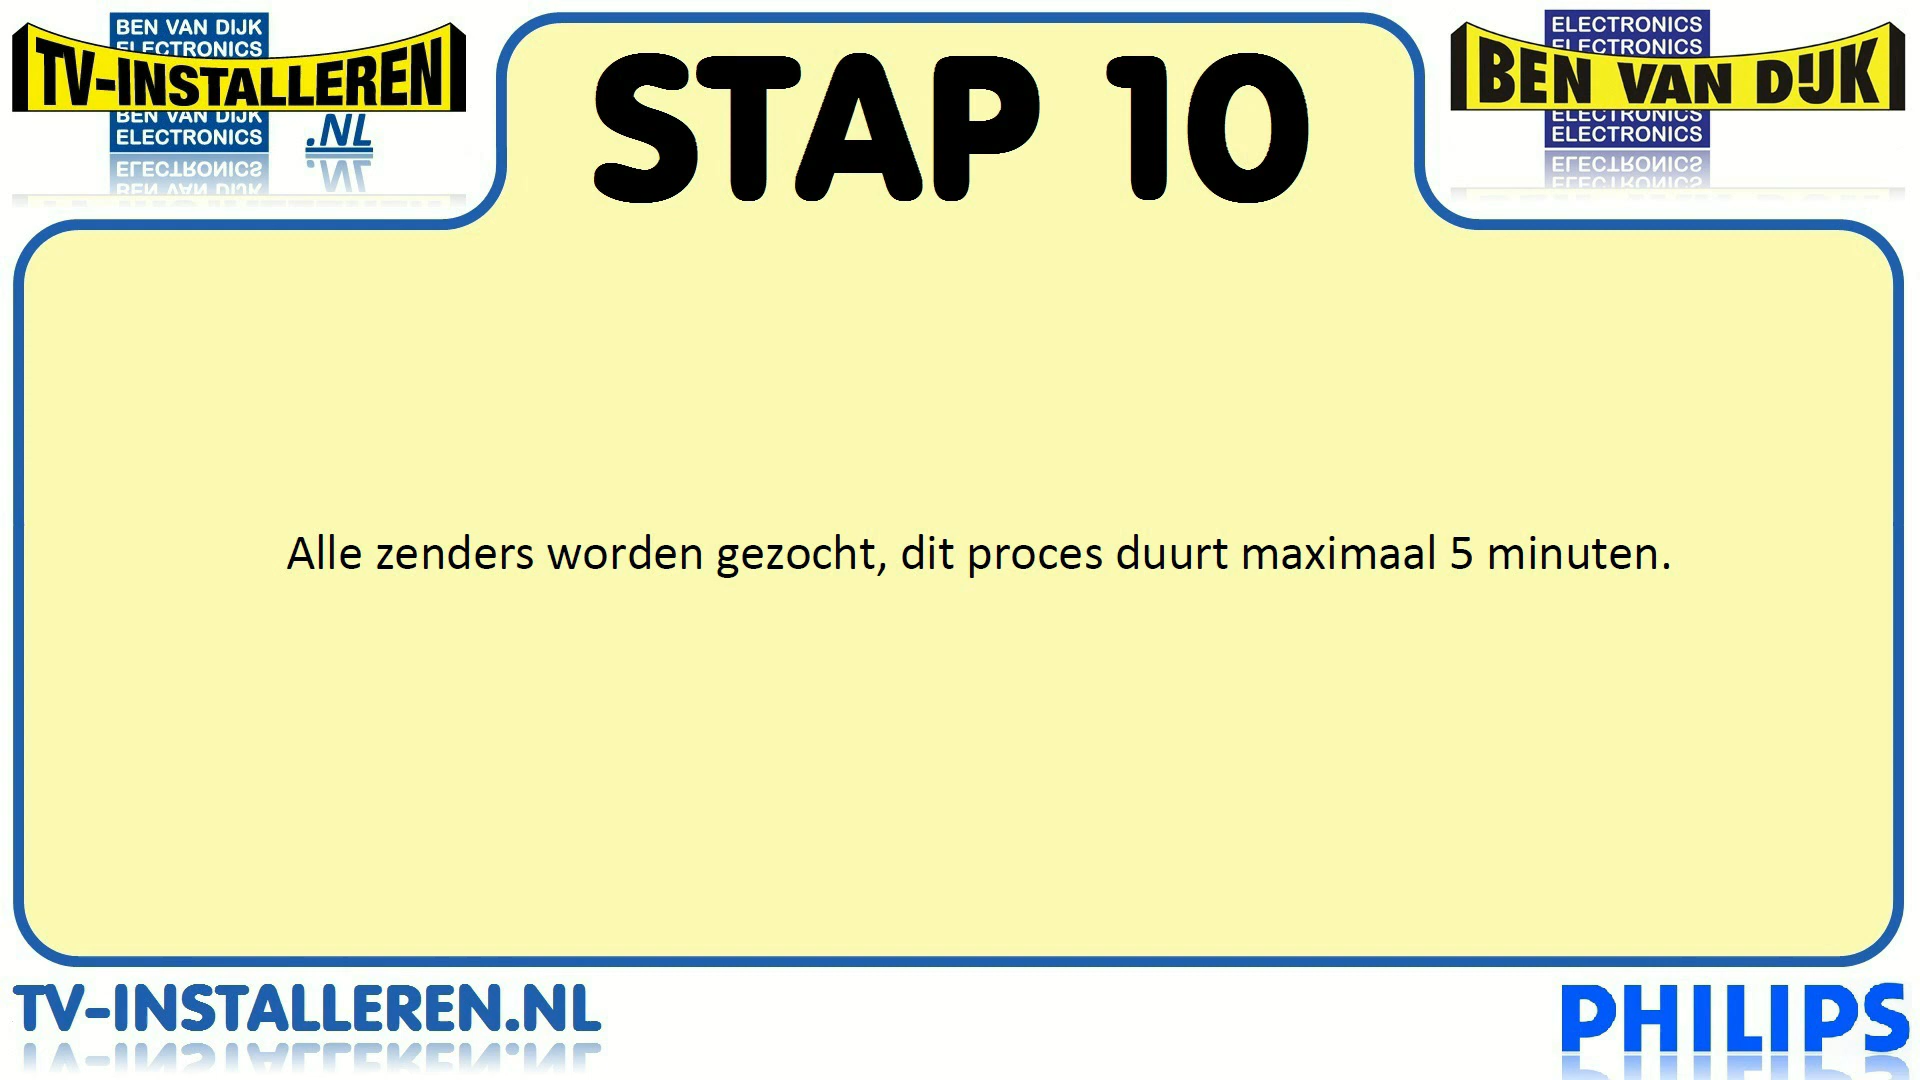 BEN VAN DIJK
ELECTRONICS
TV-INSTALLEREN
BEN VAN DIJK
ELECTRONICS
.NL
STAP 10
ELECTRONICS
ELECTRONICS
BEN VAN DIJK
ELECTRONICS
ELECTRONICS
Alle zenders worden gezocht, dit proces duurt maximaal 5 minuten.
TV-INSTALLEREN.NL
PHILIPS